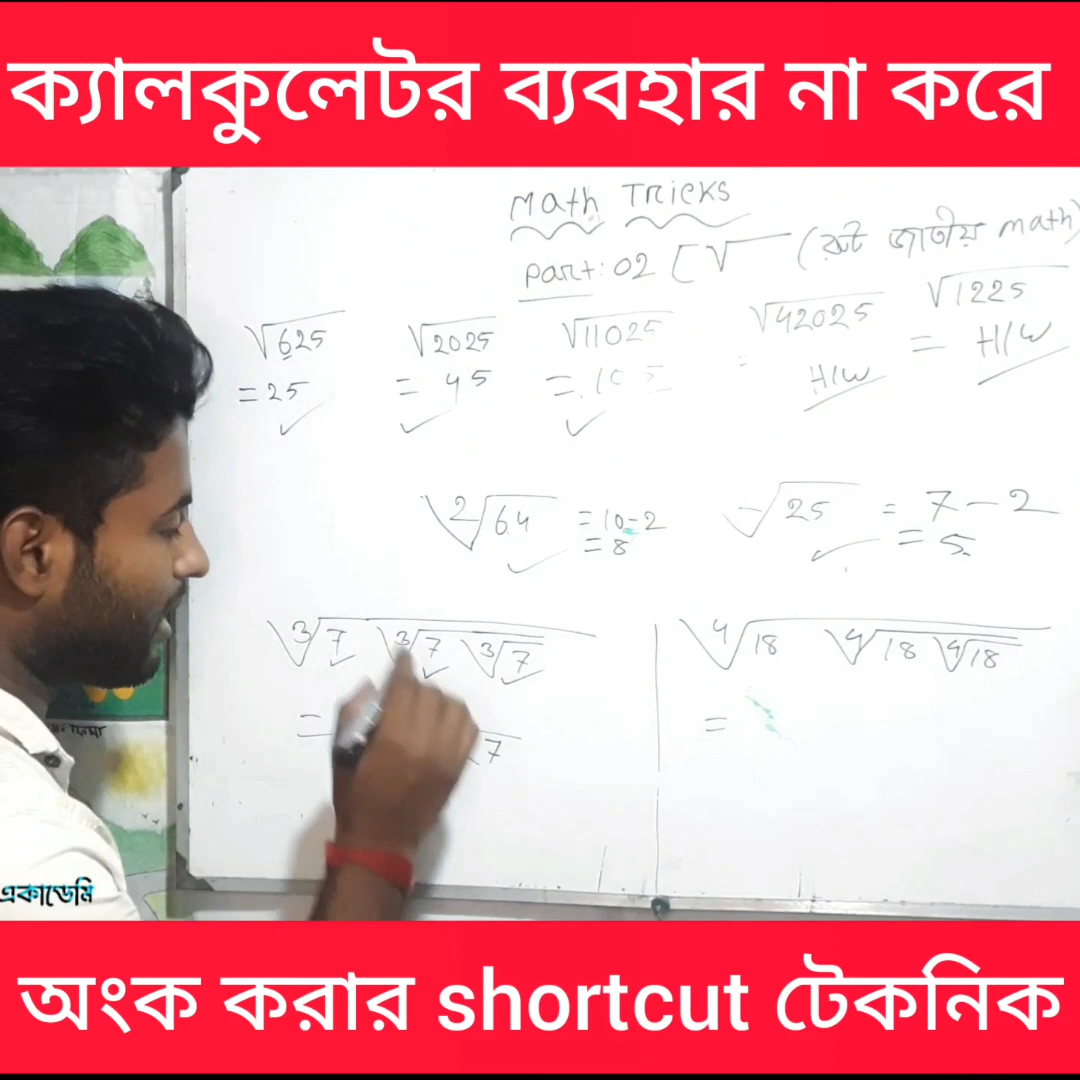 ক্যালকুলেটর ব্যবহার না করে
Math Tricks
Part: 02 [√ (রুট জাতীয় math)
√625 √2025 √11025 √42025 √1225
= 25 = 45 = 105 = H/W = H/W
²√64 = 10-2 √25 = 7-2
= 8 = 5
³√7 ³√7 ³√7 ⁴√18 ⁴√18 ⁴√18
= 7 =
একাডেমি
অংক করার shortcut টেকনিক